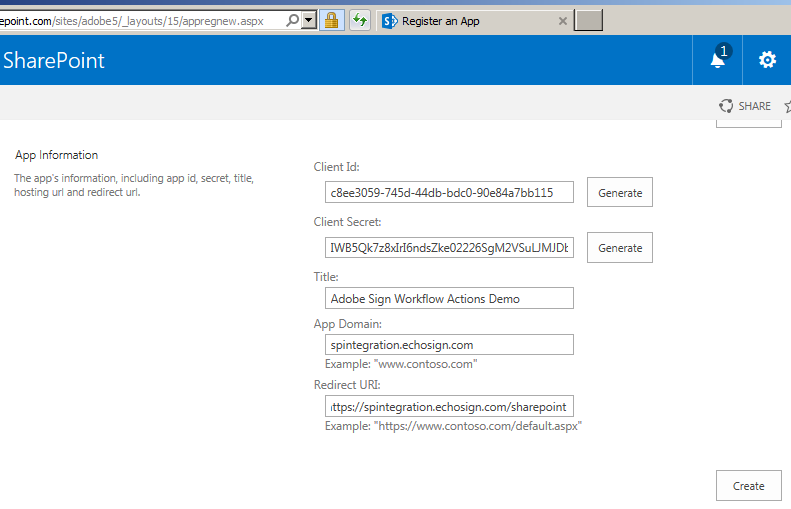 epoint.com/sites/adobe5/_layouts/15/appregnew.aspx
Register an App
SharePoint
1
SHARE
App Information
The app's information, including app id, secret, title,
hosting url and redirect url.
Client Id:
c8ee3059-745d-44db-bdc0-90e84a7bb115
Generate
Client Secret:
Generate
Title:
Adobe Sign Workflow Actions Demo
App Domain:
spintegration.echosign.com
Example: "www.contoso.com"
Redirect URI:
ttps://spintegration.echosign.com/sharepoint
Example: "https://www.contoso.com/default.aspx"
Create